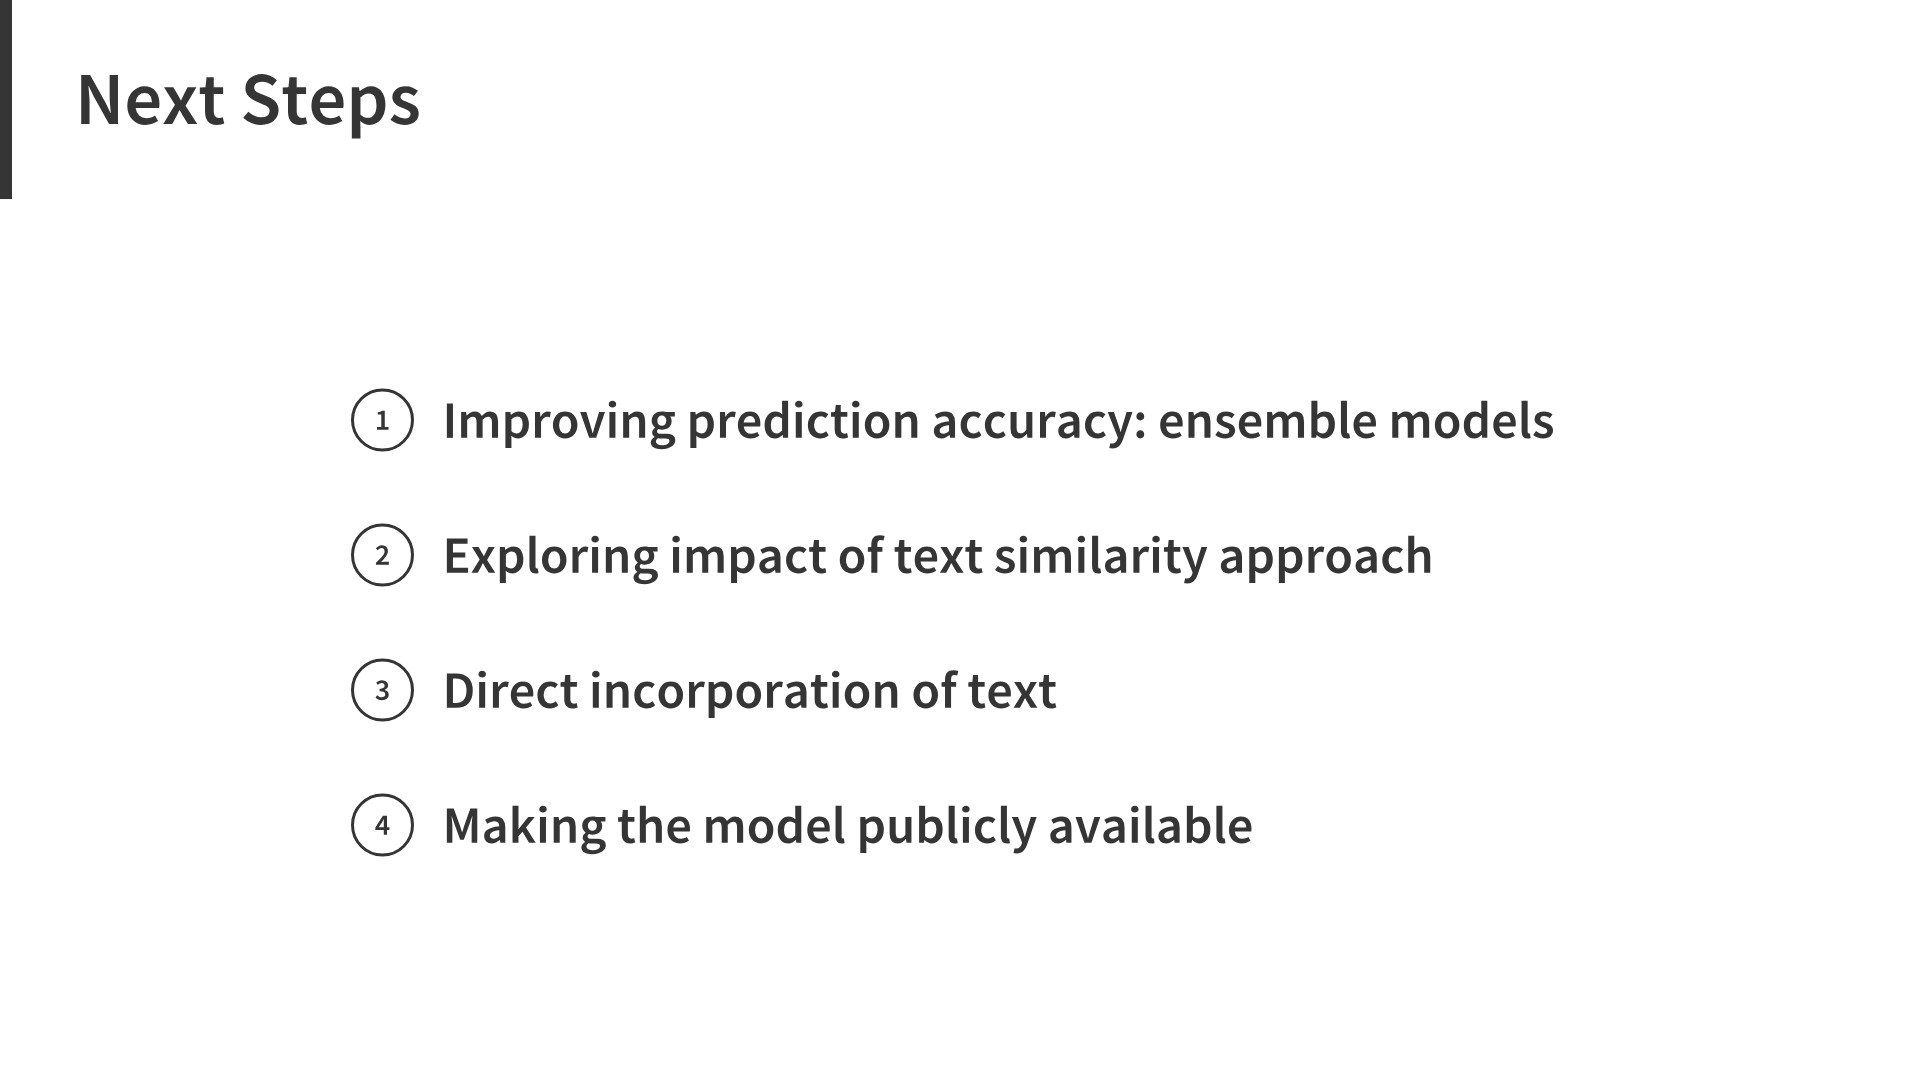 Next Steps
1 Improving prediction accuracy: ensemble models
2 Exploring impact of text similarity approach
3 Direct incorporation of text
4 Making the model publicly available